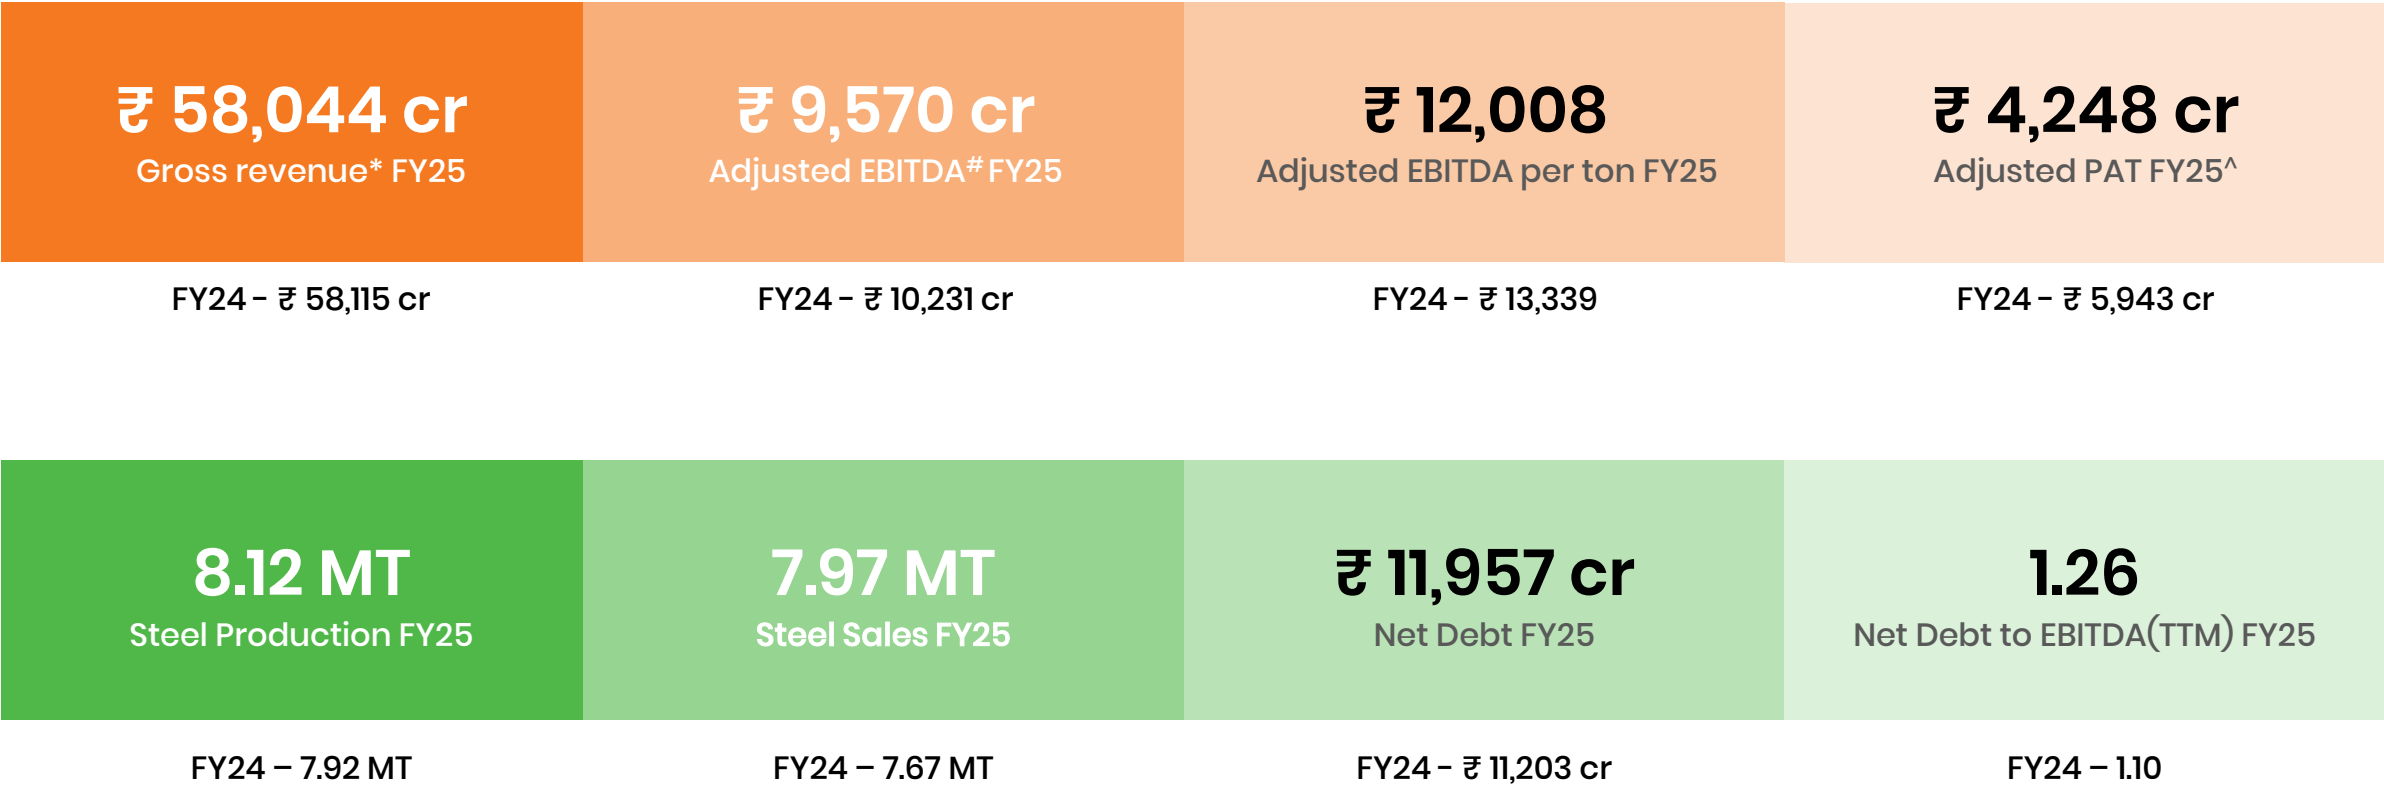 ₹ 58,044 cr
Gross revenue* FY25
FY24 - ₹ 58,115 cr
₹ 9,570 cr
Adjusted EBITDA# FY25
FY24 - ₹ 10,231 cr
₹ 12,008
Adjusted EBITDA per ton FY25
FY24 - ₹ 13,339
₹ 4,248 cr
Adjusted PAT FY25^
FY24 - ₹ 5,943 cr
8.12 MT
Steel Production FY25
FY24 – 7.92 MT
7.97 MT
Steel Sales FY25
FY24 – 7.67 MT
₹ 11,957 cr
Net Debt FY25
FY24 - ₹ 11,203 cr
1.26
Net Debt to EBITDA(TTM) FY25
FY24 – 1.10